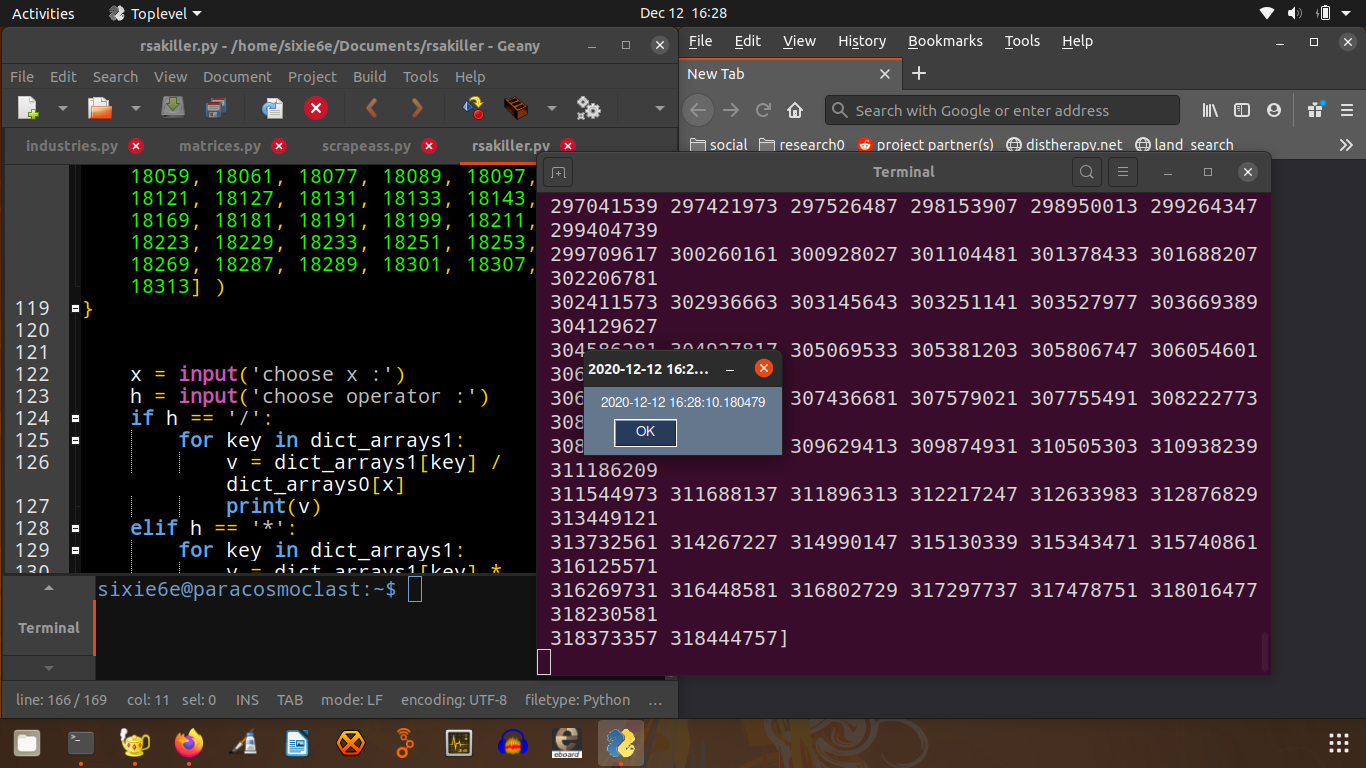 Activities Toplevel Dec 12 16:28
rsakiller.py - /home/sixie6e/Documents/rsakiller - Geany
File Edit Search View Document Project Build Tools Help
industries.py matrices.py scrapeass.py rsakiller.py
18059, 18061, 18077, 18089, 18097,
18121, 18127, 18131, 18133, 18143,
18169, 18181, 18191, 18199, 18211,
18223, 18229, 18233, 18251, 18253,
18269, 18287, 18289, 18301, 18307,
18313] )
119 }
120
121
122 x = input('choose x :')
123 h = input('choose operator :')
124 if h == '/':
125 for key in dict_arrays1:
126 v = dict_arrays1[key] /
dict_arrays0[x]
127 print(v)
128 elif h == '*':
129 for key in dict_arrays1:
130 v = dict_arrays1[key] *
sixie6e@paracosmoclast:~$
Terminal
line: 166 / 169 col: 11 sel: 0 INS TAB mode: LF encoding: UTF-8 filetype: Python ...
File Edit View History Bookmarks Tools Help
New Tab
Search with Google or enter address
social research0 project partner(s) distherapy.net land_search
Terminal
297041539 297421973 297526487 298153907 298950013 299264347
299404739
299709617 300260161 300928027 301104481 301378433 301688207
302206781
302411573 302936663 303145643 303251141 303527977 303669389
304129627
304586281 304927817 305069533 305381203 305806747 306054601
306
306 307436681 307579021 307755491 308222773
308
308 309629413 309874931 310505303 310938239
311186209
311544973 311688137 311896313 312217247 312633983 312876829
313449121
313732561 314267227 314990147 315130339 315343471 315740861
316125571
316269731 316448581 316802729 317297737 317478751 318016477
318230581
318373357 318444757]
2020-12-12 16:2...
2020-12-12 16:28:10.180479
OK
eboard